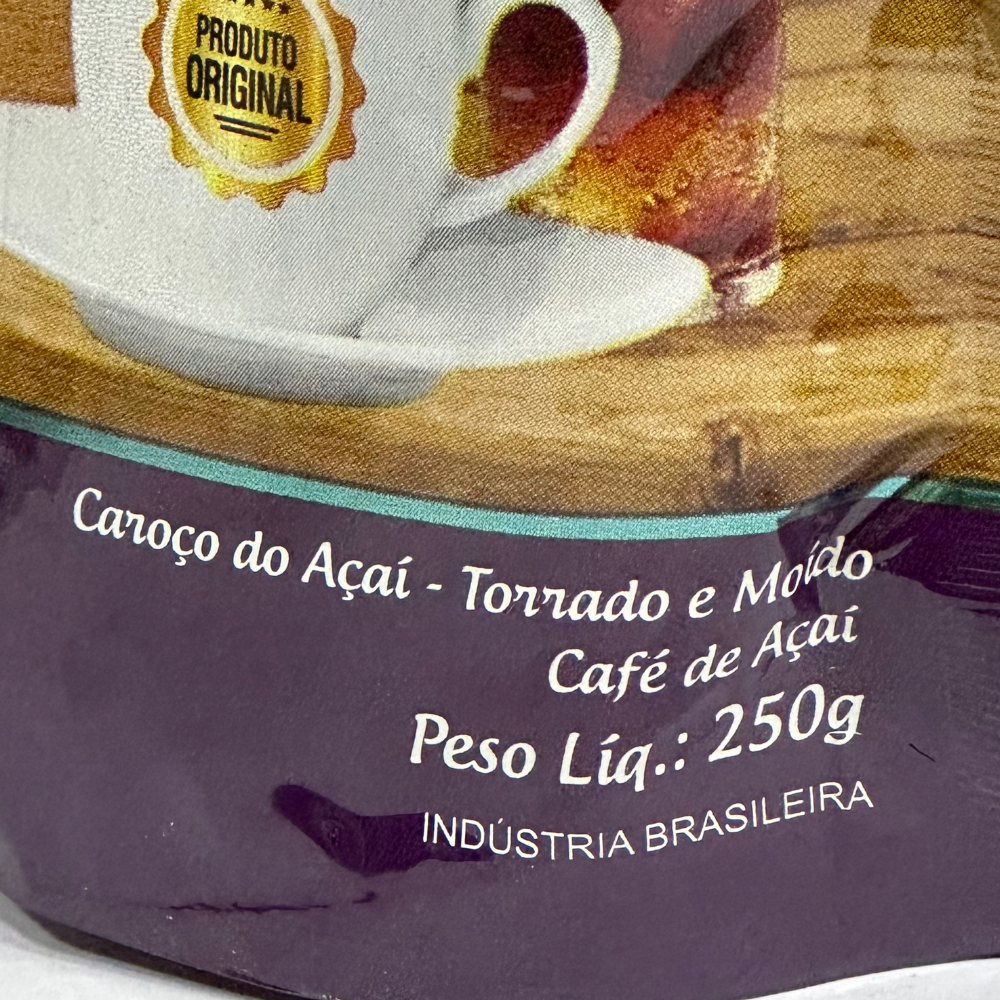 PRODUTO
ORIGINAL
Caroço do Açaí - Torrado e Moído
Café de Açaí
Peso Líq.: 250g
INDÚSTRIA BRASILEIRA